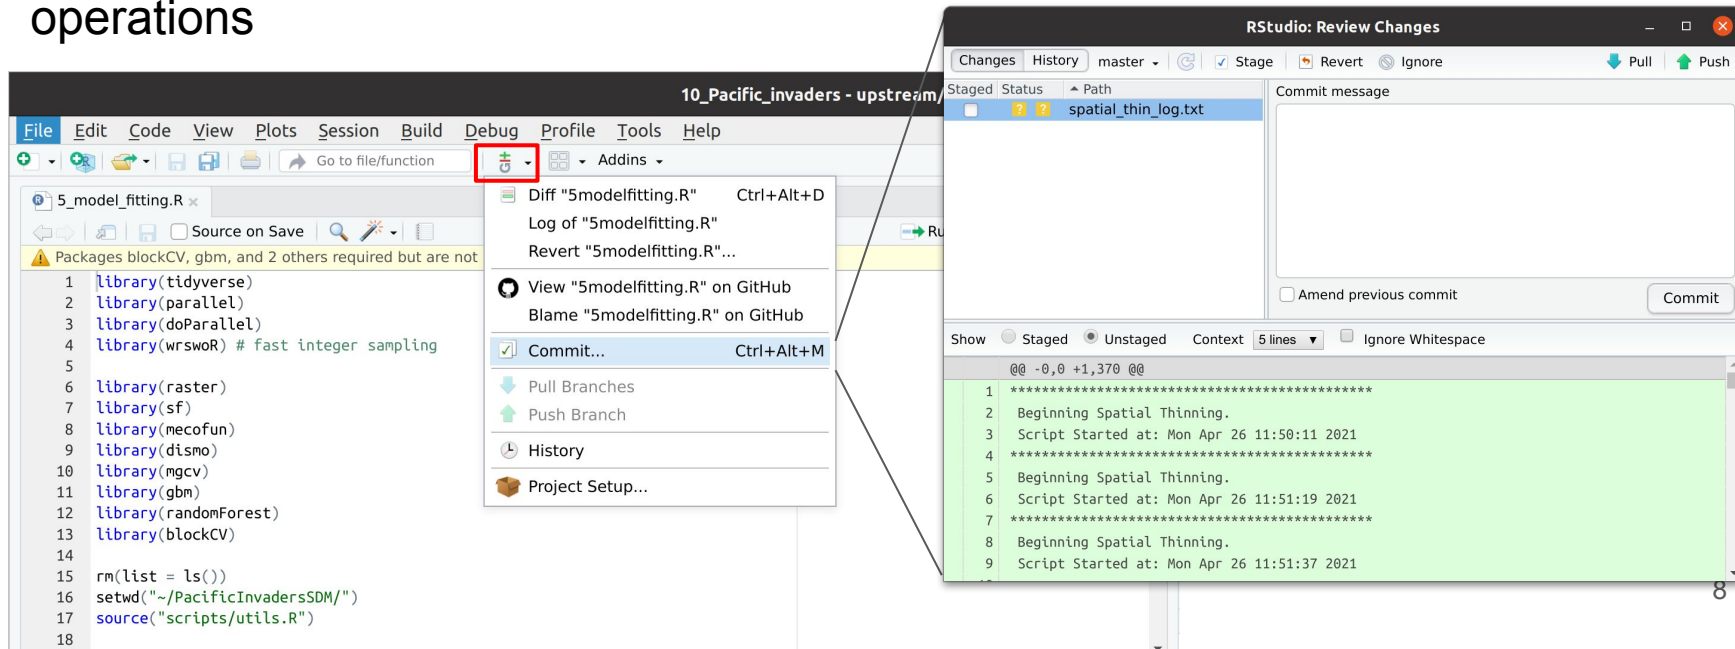 operations
10_Pacific_invaders - upstream/
File Edit Code View Plots Session Build Debug Profile Tools Help
Go to file/function
Git
Addins
5_model_fitting.R
Source on Save
Ru
Packages blockCV, gbm, and 2 others required but are not
1 library(tidyverse)
2 library(parallel)
3 library(doParallel)
4 library(wrswoR) # fast integer sampling
5
6 library(raster)
7 library(sf)
8 library(mecofun)
9 library(dismo)
10 library(mgcv)
11 library(gbm)
12 library(randomForest)
13 library(blockCV)
14
15 rm(list = ls())
16 setwd("~/PacificInvadersSDM/")
17 source("scripts/utils.R")
18
Diff "5modelfitting.R" Ctrl+Alt+D
Log of "5modelfitting.R"
Revert "5modelfitting.R"...
View "5modelfitting.R" on GitHub
Blame "5modelfitting.R" on GitHub
Commit... Ctrl+Alt+M
Pull Branches
Push Branch
History
Project Setup...
RStudio: Review Changes
Changes History master Stage Revert Ignore Pull Push
Staged Status Path
? ? spatial_thin_log.txt
Commit message
Amend previous commit
Commit
Show Staged Unstaged Context 5 lines Ignore Whitespace
@@ -0,0 +1,370 @@
1 **********************************************
2 Beginning Spatial Thinning.
3 Script Started at: Mon Apr 26 11:50:11 2021
4 **********************************************
5 Beginning Spatial Thinning.
6 Script Started at: Mon Apr 26 11:51:19 2021
7 **********************************************
8 Beginning Spatial Thinning.
9 Script Started at: Mon Apr 26 11:51:37 2021
8